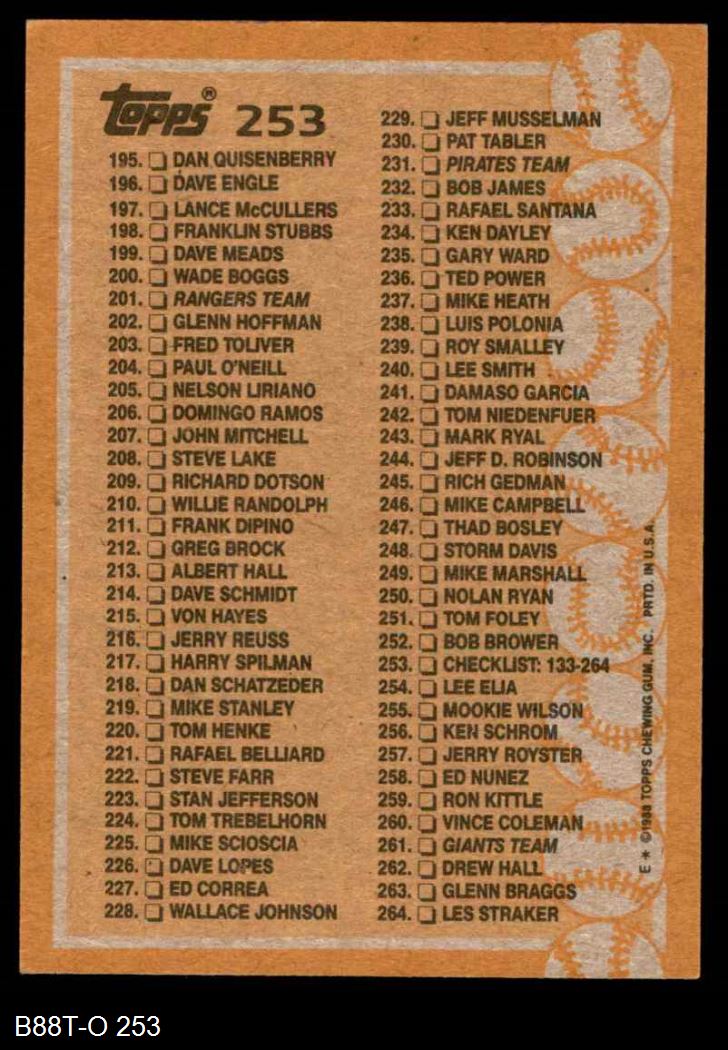 Topps® 253
195. DAN QUISENBERRY
196. DAVE ENGLE
197. LANCE McCULLERS
198. FRANKLIN STUBBS
199. DAVE MEADS
200. WADE BOGGS
201. RANGERS TEAM
202. GLENN HOFFMAN
203. FRED TOLIVER
204. PAUL O'NEILL
205. NELSON LIRIANO
206. DOMINGO RAMOS
207. JOHN MITCHELL
208. STEVE LAKE
209. RICHARD DOTSON
210. WILLIE RANDOLPH
211. FRANK DIPINO
212. GREG BROCK
213. ALBERT HALL
214. DAVE SCHMIDT
215. VON HAYES
216. JERRY REUSS
217. HARRY SPILMAN
218. DAN SCHATZEDER
219. MIKE STANLEY
220. TOM HENKE
221. RAFAEL BELLIARD
222. STEVE FARR
223. STAN JEFFERSON
224. TOM TREBELHORN
225. MIKE SCIOSCIA
226. DAVE LOPES
227. ED CORREA
228. WALLACE JOHNSON
229. JEFF MUSSELMAN
230. PAT TABLER
231. PIRATES TEAM
232. BOB JAMES
233. RAFAEL SANTANA
234. KEN DAYLEY
235. GARY WARD
236. TED POWER
237. MIKE HEATH
238. LUIS POLONIA
239. ROY SMALLEY
240. LEE SMITH
241. DAMASO GARCIA
242. TOM NIEDENFUER
243. MARK RYAL
244. JEFF D. ROBINSON
245. RICH GEDMAN
246. MIKE CAMPBELL
247. THAD BOSLEY
248. STORM DAVIS
249. MIKE MARSHALL
250. NOLAN RYAN
251. TOM FOLEY
252. BOB BROWER
253. CHECKLIST: 133-264
254. LEE ELIA
255. MOOKIE WILSON
256. KEN SCHROM
257. JERRY ROYSTER
258. ED NUNEZ
259. RON KITTLE
260. VINCE COLEMAN
261. GIANTS TEAM
262. DREW HALL
263. GLENN BRAGGS
264. LES STRAKER
E * ©1988 TOPPS CHEWING GUM, INC. PRTD. IN U.S.A.
B88T-O 253